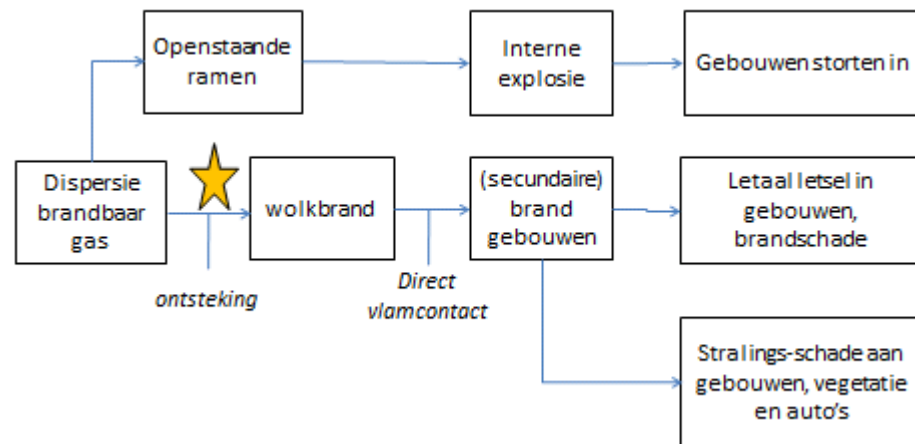 Openstaande
ramen
Interne
explosie
Gebouwen storten in
Dispersie
brandbaar
gas
wolkbrand
(secundaire)
brand
gebouwen
Letaal letsel in
gebouwen,
brandschade
ontsteking
Direct
vlamcontact
Stralings-schade aan
gebouwen, vegetatie
en auto's